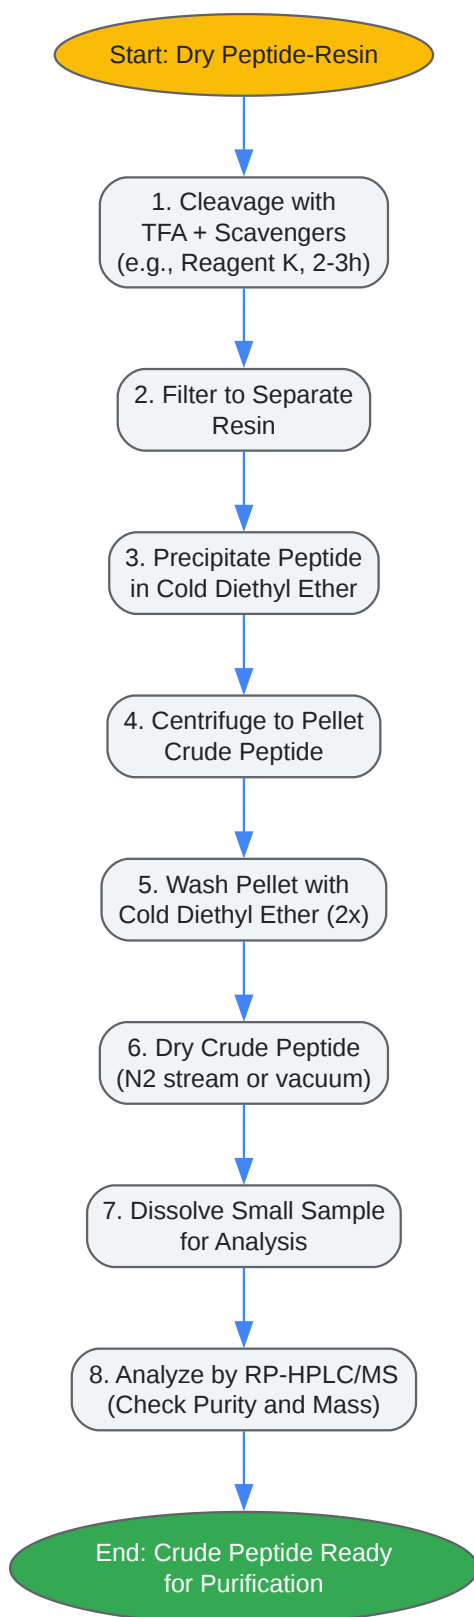 Start: Dry Peptide-Resin
1. Cleavage with
TFA + Scavengers
(e.g., Reagent K, 2-3h)
2. Filter to Separate
Resin
3. Precipitate Peptide
in Cold Diethyl Ether
4. Centrifuge to Pellet
Crude Peptide
5. Wash Pellet with
Cold Diethyl Ether (2x)
6. Dry Crude Peptide
(N2 stream or vacuum)
7. Dissolve Small Sample
for Analysis
8. Analyze by RP-HPLC/MS
(Check Purity and Mass)
End: Crude Peptide Ready
for Purification